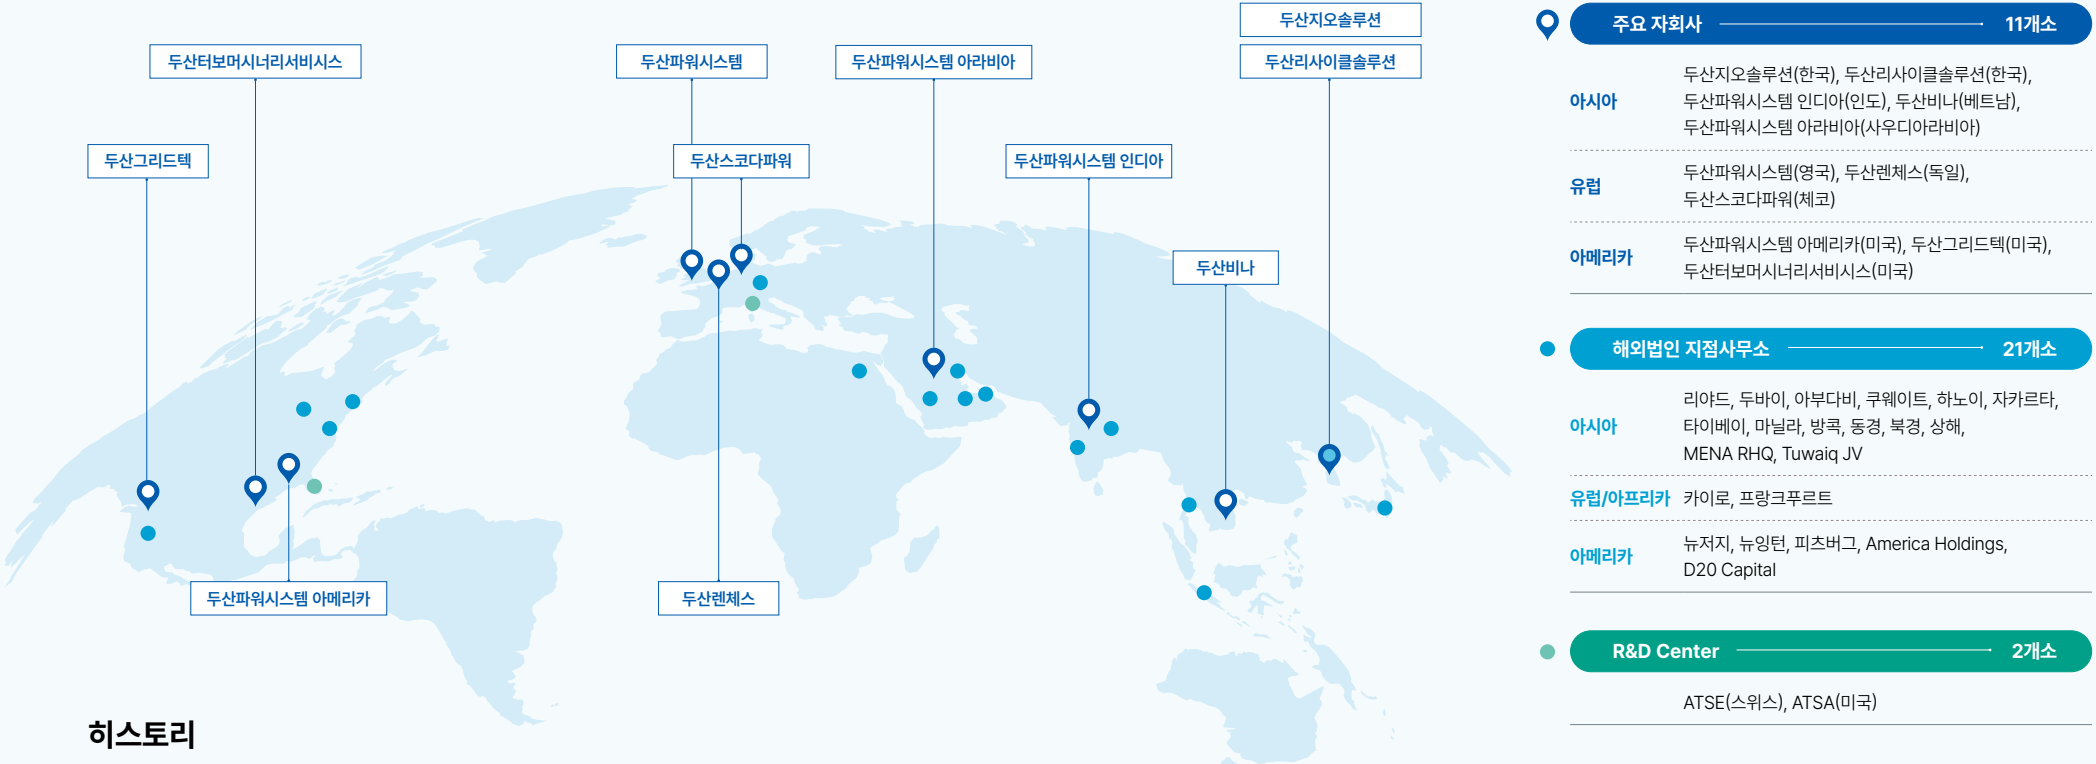 두산지오솔루션
두산터보머시너리서비시스
두산파워시스템
두산파워시스템 아라비아
두산리사이클솔루션
두산그리드텍
두산스코다파워
두산파워시스템 인디아
두산비나
두산파워시스템 아메리카
두산렌체스
히스토리
주요 자회사 11개소
아시아
두산지오솔루션(한국), 두산리사이클솔루션(한국),
두산파워시스템 인디아(인도), 두산비나(베트남),
두산파워시스템 아라비아(사우디아라비아)
유럽
두산파워시스템(영국), 두산렌체스(독일),
두산스코다파워(체코)
아메리카
두산파워시스템 아메리카(미국), 두산그리드텍(미국),
두산터보머시너리서비시스(미국)
해외법인 지점사무소 21개소
아시아
리야드, 두바이, 아부다비, 쿠웨이트, 하노이, 자카르타,
타이베이, 마닐라, 방콕, 동경, 북경, 상해,
MENA RHQ, Tuwaiq JV
유럽/아프리카 카이로, 프랑크푸르트
아메리카
뉴저지, 뉴잉턴, 피츠버그, America Holdings,
D20 Capital
R&D Center 2개소
ATSE(스위스), ATSA(미국)